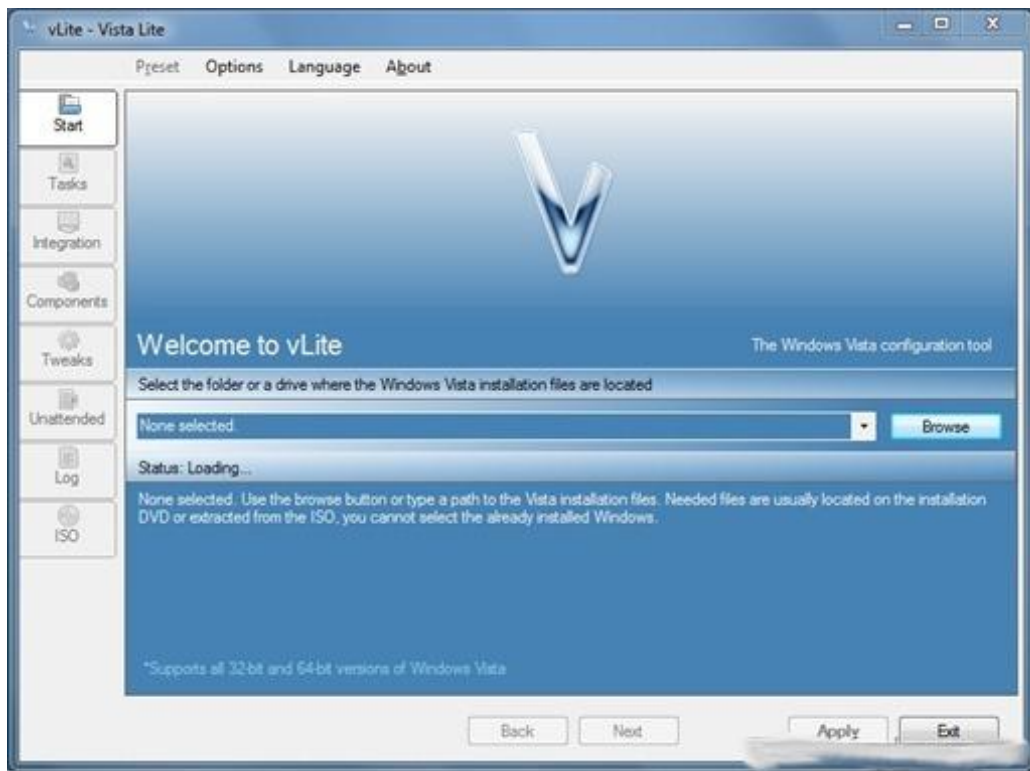 vLite - Vista Lite
Preset Options Language About
Start
Tasks
Integration
Components
Tweaks
Unattended
Log
ISO
Welcome to vLite
The Windows Vista configuration tool
Select the folder or a drive where the Windows Vista installation files are located
None selected.
Browse
Status: Loading...
None selected. Use the browse button or type a path to the Vista installation files. Needed files are usually located on the installation
DVD or extracted from the ISO, you cannot select the already installed Windows.
*Supports all 32-bit and 64-bit versions of Windows Vista
Back Next Apply Exit